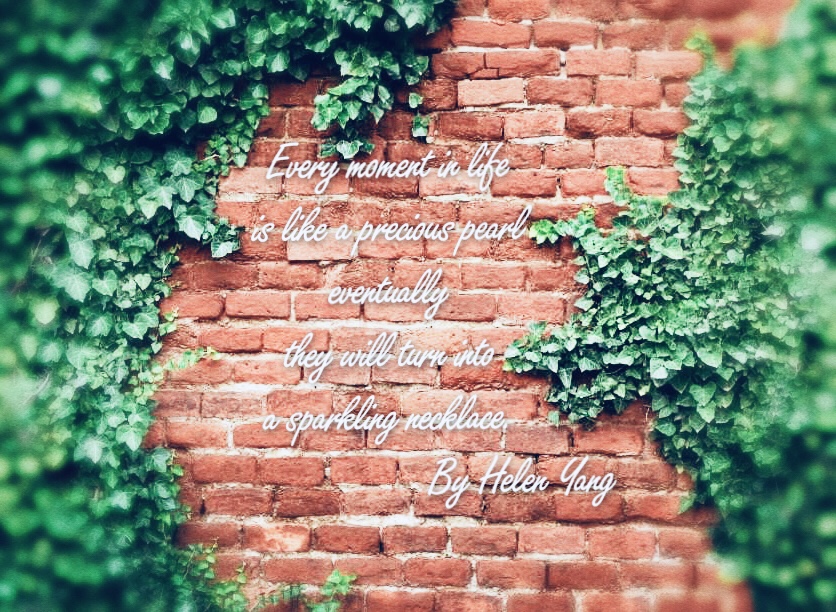 Every moment in life
is like a precious pearl
eventually
they will turn into
a sparkling necklace,
By Helen Yang